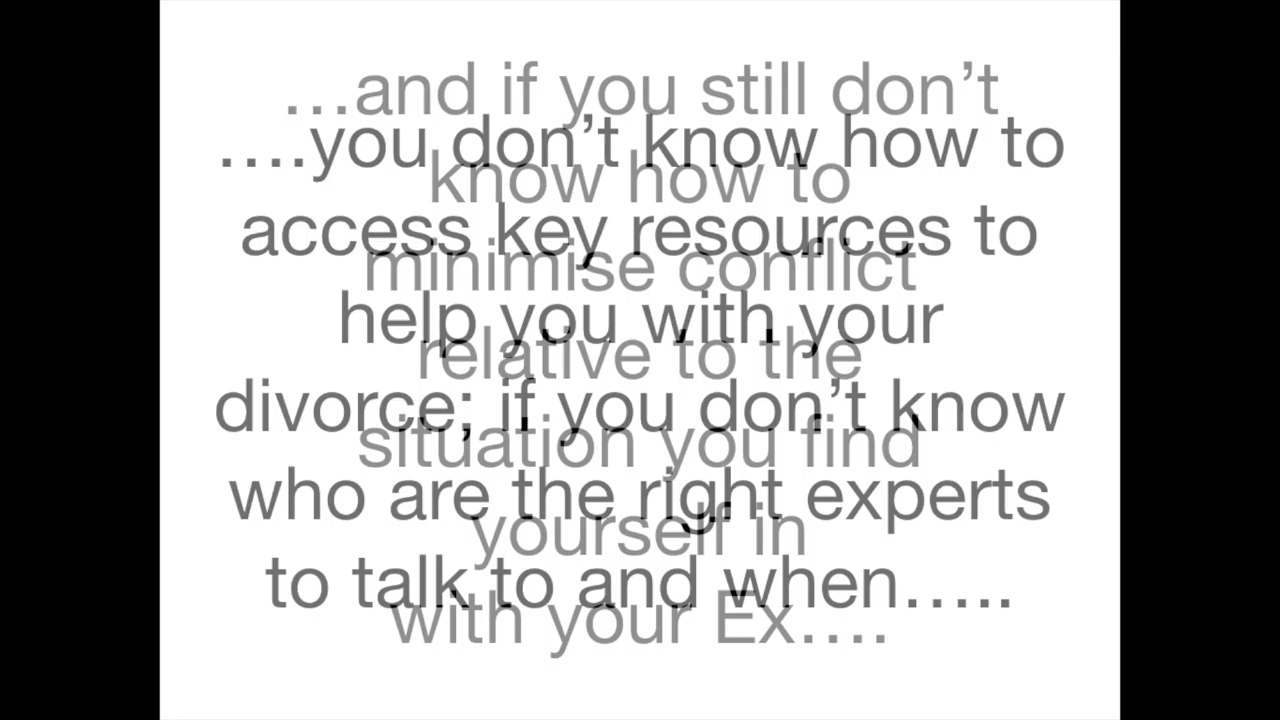 ….you don’t know how to
access key resources to
help you with your
divorce; if you don’t know
who are the right experts
to talk to and when…..
…and if you still don’t
know how to
minimise conflict
relative to the
situation you find
yourself in
with your Ex….